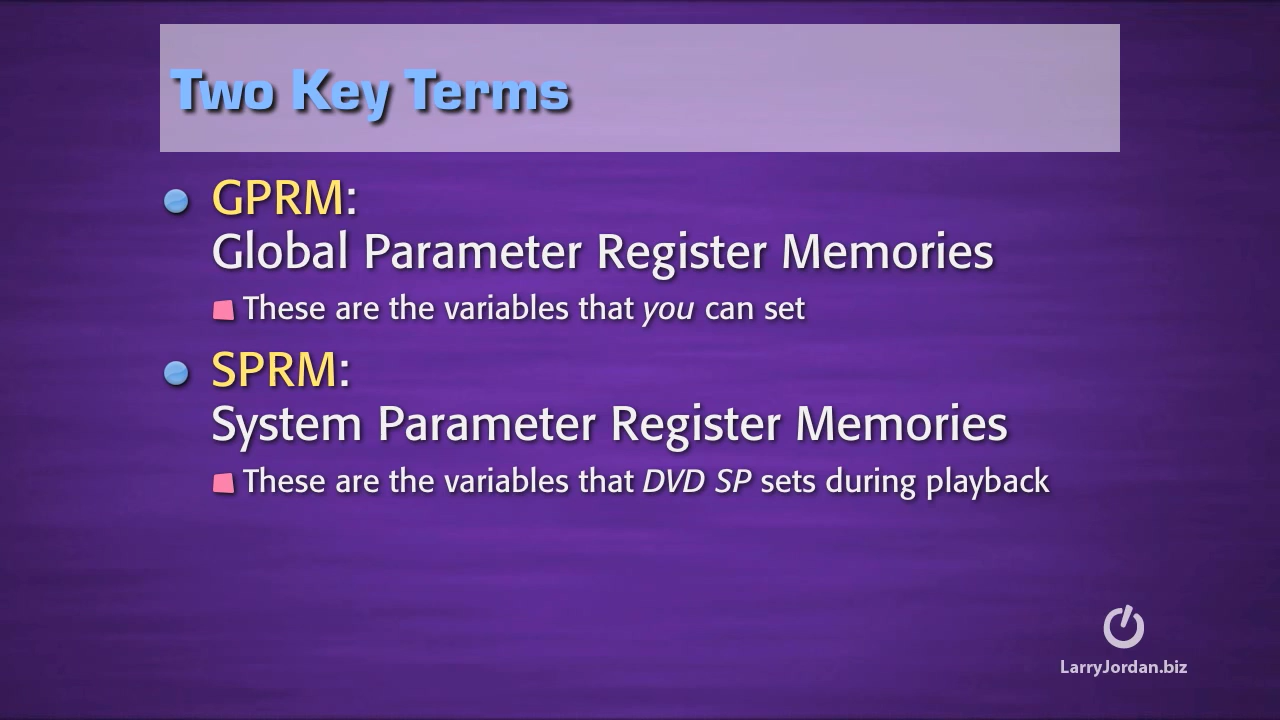 Two Key Terms
GPRM:
Global Parameter Register Memories
These are the variables that you can set
SPRM:
System Parameter Register Memories
These are the variables that DVD SP sets during playback
LarryJordan.biz